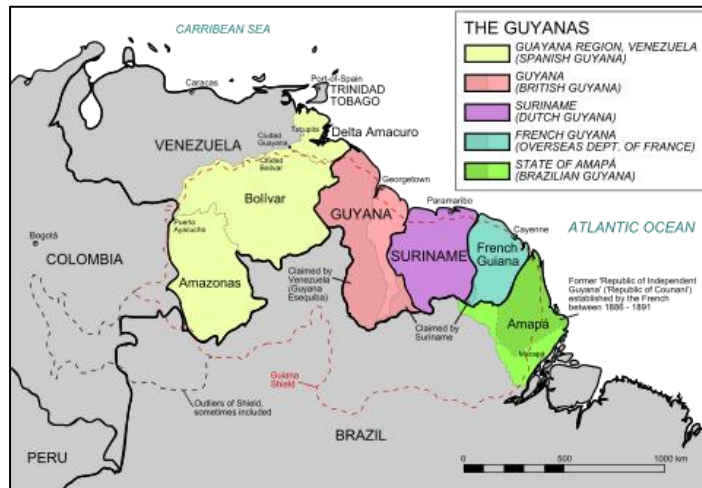 CARRIBEAN SEA
THE GUYANAS
GUAYANA REGION, VENEZUELA
(SPANISH GUYANA)
GUYANA
(BRITISH GUYANA)
SURINAME
(DUTCH GUYANA)
FRENCH GUYANA
(OVERSEAS DEPT. OF FRANCE)
STATE OF AMAPÁ
(BRAZILIAN GUYANA)
Caracas
Port-of-Spain
TRINIDAD
TOBAGO
Tucupita
Delta Amacuro
VENEZUELA
Ciudad
Guayana
Ciudad
Bolívar
Bolívar
Georgetown
GUYANA
Paramaribo
ATLANTIC OCEAN
Puerto
Ayacucho
Cayenne
Bogotá
COLOMBIA
SURINAME
French
Guiana
Amazonas
Claimed by
Venezuela
(Guyana
Esequiba)
Former 'Republic of Independent
Guyana' ('Republic of Counani')
established by the French
between 1886 - 1891
Claimed by
Suriname
Amapá
Macapá
Guiana
Shield
Outliers of Shield,
sometimes included
BRAZIL
PERU
0 500 1000 km